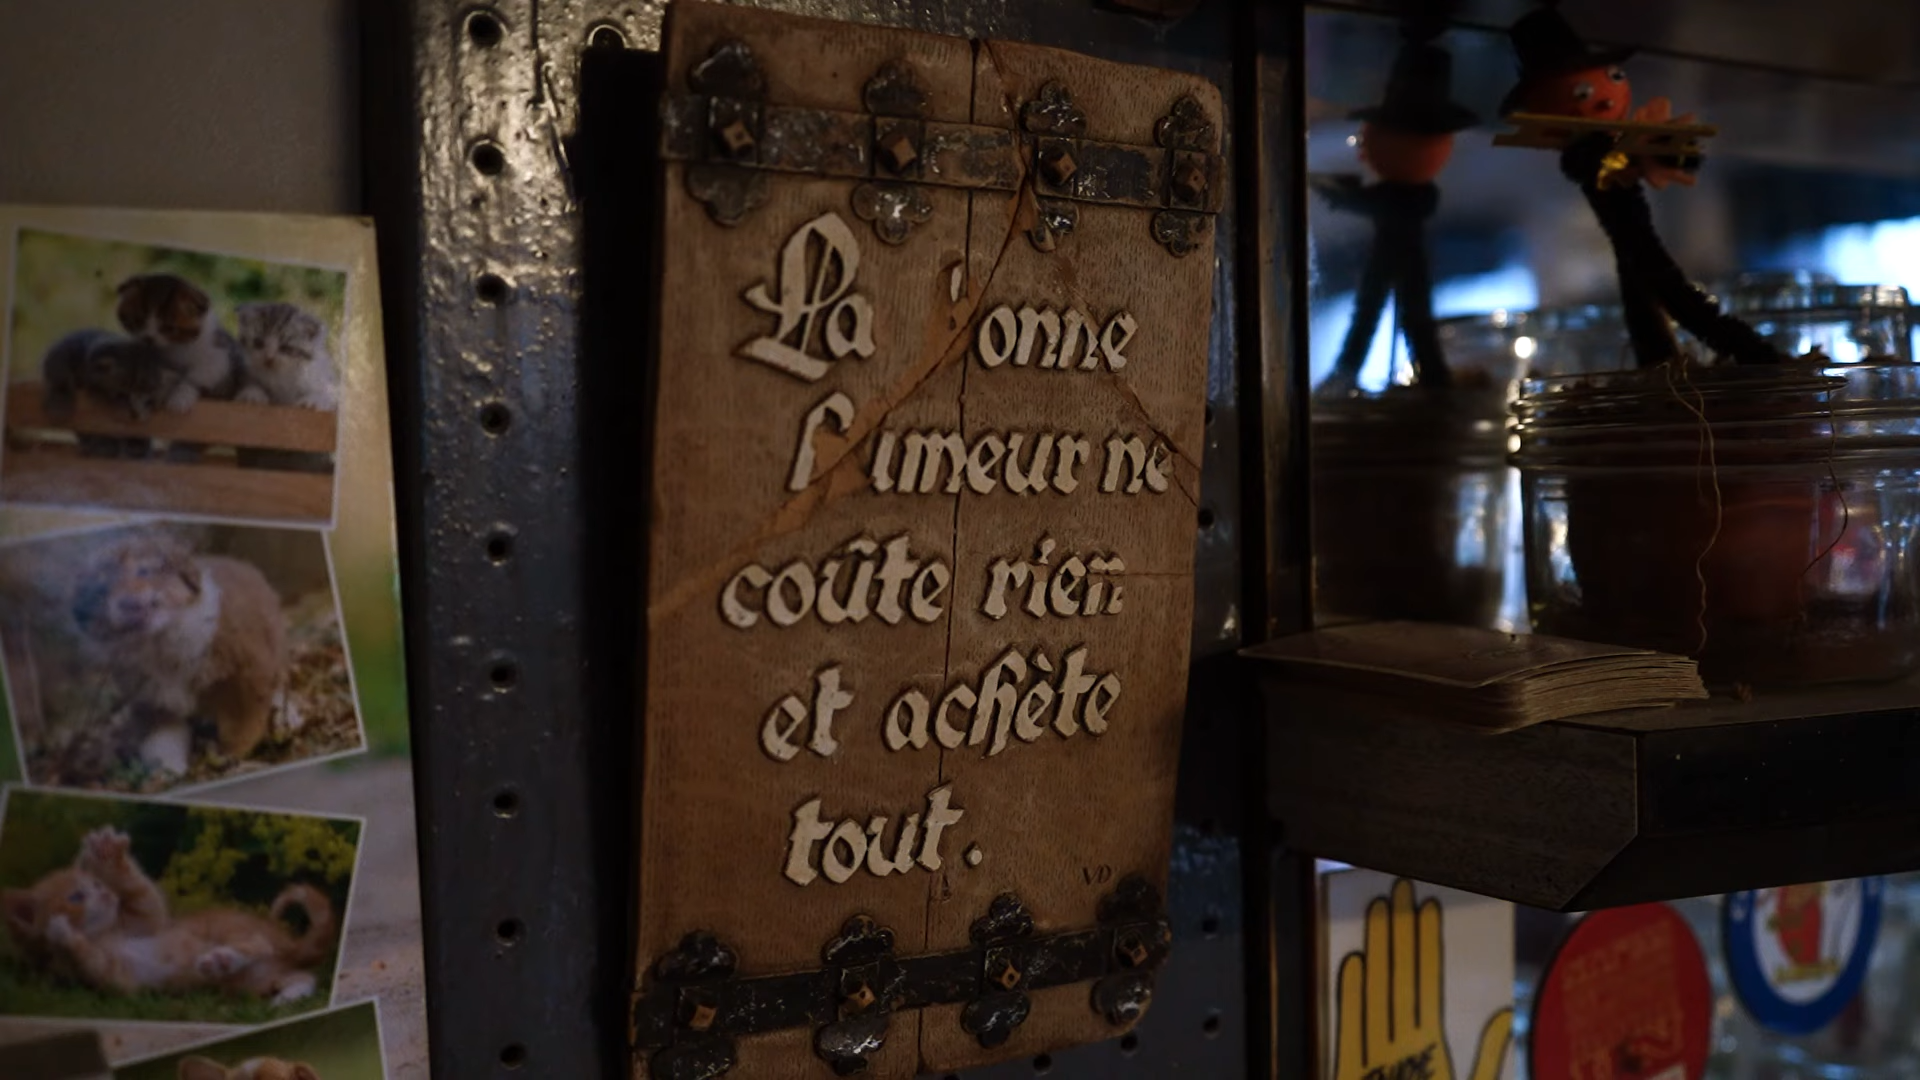 La onne
umeur ne
coûte rien
et achète
tout.
VD